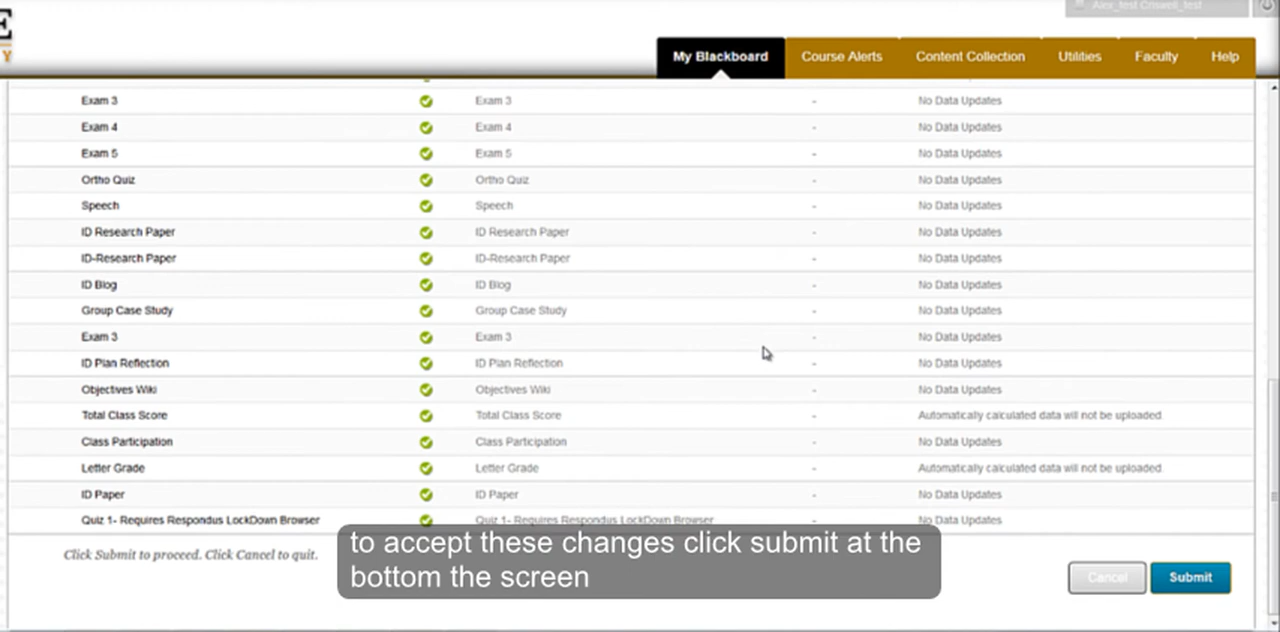 E
Y
Alex_test Criswell_test
My Blackboard Course Alerts Content Collection Utilities Faculty Help
Exam 3 Exam 3 - No Data Updates
Exam 4 Exam 4 - No Data Updates
Exam 5 Exam 5 - No Data Updates
Ortho Quiz Ortho Quiz - No Data Updates
Speech Speech - No Data Updates
ID Research Paper ID Research Paper - No Data Updates
ID-Research Paper ID-Research Paper - No Data Updates
ID Blog ID Blog - No Data Updates
Group Case Study Group Case Study - No Data Updates
Exam 3 Exam 3 - No Data Updates
ID Plan Reflection ID Plan Reflection - No Data Updates
Objectives Wiki Objectives Wiki - No Data Updates
Total Class Score Total Class Score - Automatically calculated data will not be uploaded.
Class Participation Class Participation - No Data Updates
Letter Grade Letter Grade - Automatically calculated data will not be uploaded.
ID Paper ID Paper - No Data Updates
Quiz 1- Requires Respondus LockDown Browser Quiz 1- Requires Respondus LockDown Browser - No Data Updates
Click Submit to proceed. Click Cancel to quit.
to accept these changes click submit at the
bottom the screen
Cancel Submit